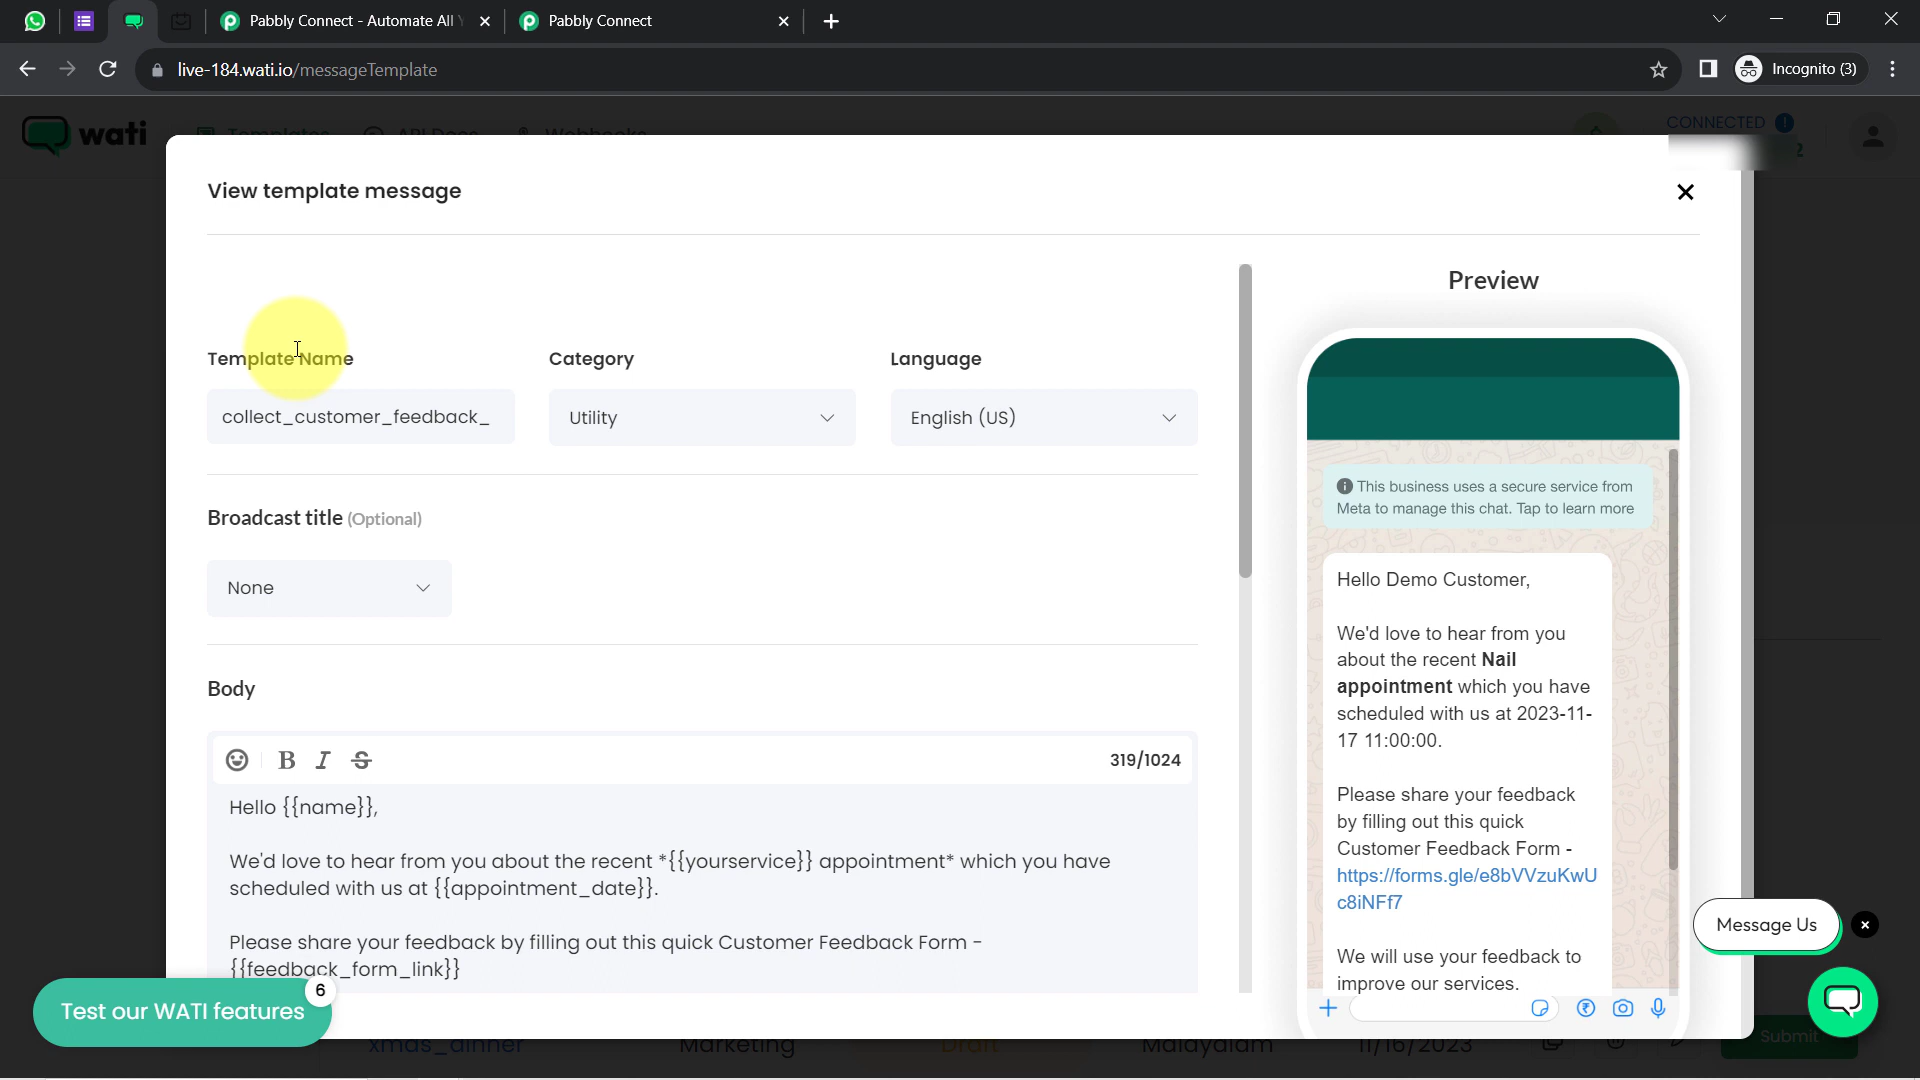 Pabbly Connect - Automate All
Pabbly Connect
live-184.wati.io/messageTemplate
Incognito (3)
wati
Templates
API Docs
Webhooks
CONNECTED
View template message
Template Name
Category
Language
collect_customer_feedback_
Utility
English (US)
Broadcast title (Optional)
None
Body
319/1024
Hello {{name}},
We'd love to hear from you about the recent *{{yourservice}} appointment* which you have
scheduled with us at {{appointment_date}}.
Please share your feedback by filling out this quick Customer Feedback Form -
{{feedback_form_link}}
Preview
This business uses a secure service from
Meta to manage this chat. Tap to learn more
Hello Demo Customer,
We'd love to hear from you
about the recent Nail
appointment which you have
scheduled with us at 2023-11-
17 11:00:00.
Please share your feedback
by filling out this quick
Customer Feedback Form -
https://forms.gle/e8bVVzuKwU
c8iNFf7
We will use your feedback to
improve our services.
Message Us
6
Test our WATI features
xmas_dinner
Marketing
Draft
Malayalam
11/16/2023
Submit